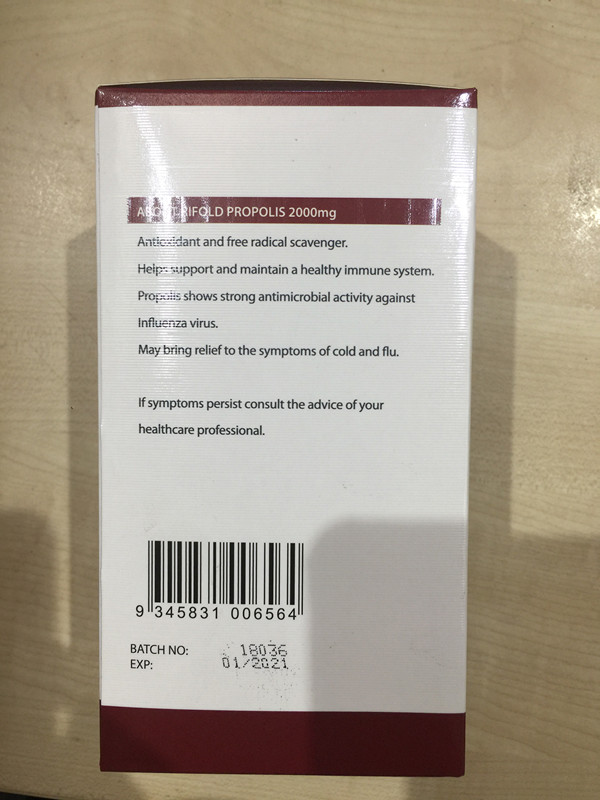 ABOUT RIFOLD PROPOLIS 2000mg
Antioxidant and free radical scavenger.
Helps support and maintain a healthy immune system.
Propolis shows strong antimicrobial activity against
Influenza virus.
May bring relief to the symptoms of cold and flu.
If symptoms persist consult the advice of your
healthcare professional.
9 345831 006564
BATCH NO: 18036
EXP: 01/2021